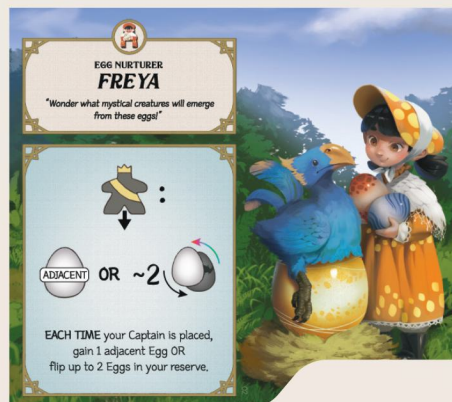 EGG NURTURER
FREYA
"Wonder what mystical creatures will emerge
from these eggs!"
:
ADJACENT OR ~2
EACH TIME your Captain is placed,
gain 1 adjacent Egg OR
flip up to 2 Eggs in your reserve.